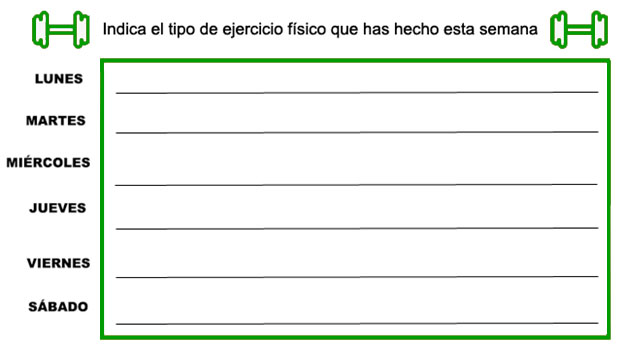 Indica el tipo de ejercicio físico que has hecho esta semana
LUNES
MARTES
MIÉRCOLES
JUEVES
VIERNES
SÁBADO